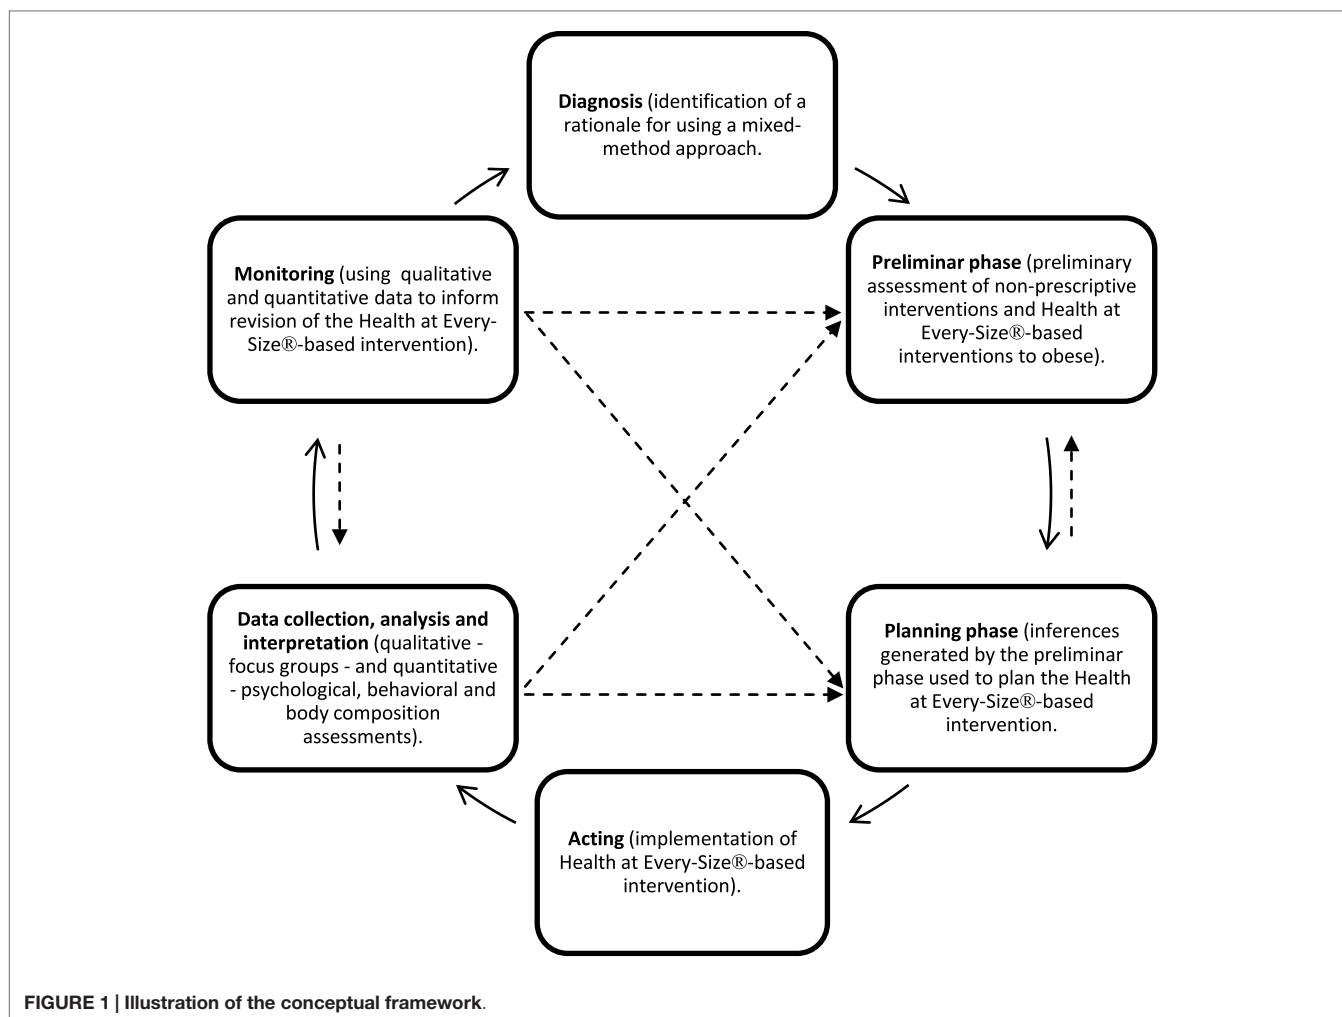 Diagnosis (identification of a
rationale for using a mixed-
method approach.
Monitoring (using  qualitative
and quantitative data to inform
revision of the Health at Every-
Size®-based intervention).
Preliminar phase (preliminary
assessment of non-prescriptive
interventions and Health at
Every-Size®-based
interventions to obese).
Data collection, analysis and
interpretation (qualitative -
focus groups - and quantitative
- psychological, behavioral and
body composition
assessments).
Planning phase (inferences
generated by the preliminar
phase used to plan the Health
at Every-Size®-based
intervention.
Acting (implementation of
Health at Every-Size®-based
intervention).
FIGURE 1 | Illustration of the conceptual framework.